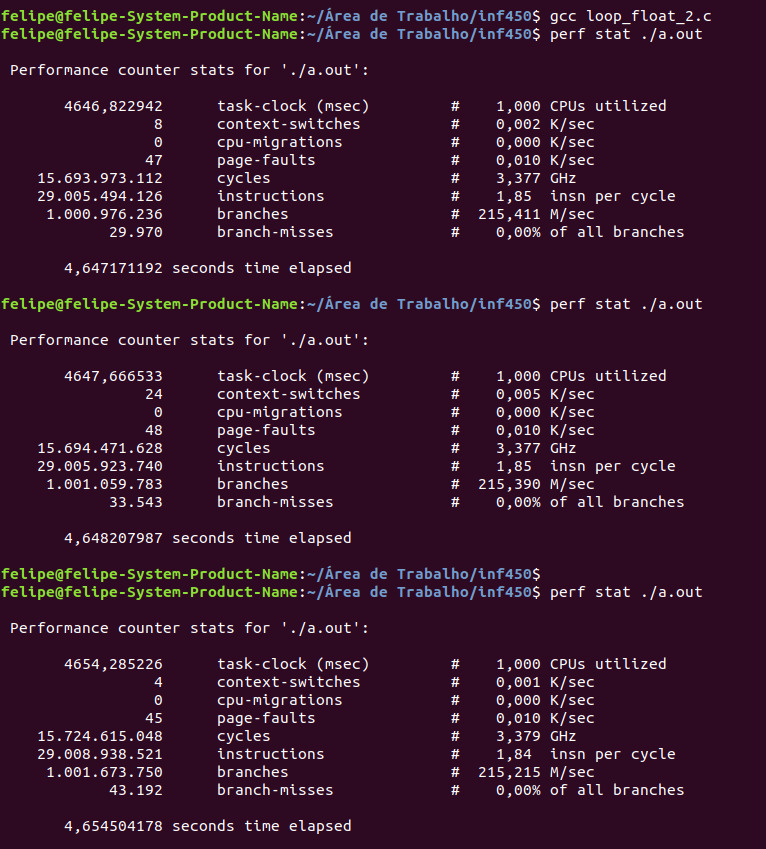 felipe@felipe-System-Product-Name:~/Área de Trabalho/inf450$ gcc loop_float_2.c
felipe@felipe-System-Product-Name:~/Área de Trabalho/inf450$ perf stat ./a.out
Performance counter stats for './a.out':
4646,822942 task-clock (msec) # 1,000 CPUs utilized
8 context-switches # 0,002 K/sec
0 cpu-migrations # 0,000 K/sec
47 page-faults # 0,010 K/sec
15.693.973.112 cycles # 3,377 GHz
29.005.494.126 instructions # 1,85 insn per cycle
1.000.976.236 branches # 215,411 M/sec
29.970 branch-misses # 0,00% of all branches
4,647171192 seconds time elapsed
felipe@felipe-System-Product-Name:~/Área de Trabalho/inf450$ perf stat ./a.out
Performance counter stats for './a.out':
4647,666533 task-clock (msec) # 1,000 CPUs utilized
24 context-switches # 0,005 K/sec
0 cpu-migrations # 0,000 K/sec
48 page-faults # 0,010 K/sec
15.694.471.628 cycles # 3,377 GHz
29.005.923.740 instructions # 1,85 insn per cycle
1.001.059.783 branches # 215,390 M/sec
33.543 branch-misses # 0,00% of all branches
4,648207987 seconds time elapsed
felipe@felipe-System-Product-Name:~/Área de Trabalho/inf450$
felipe@felipe-System-Product-Name:~/Área de Trabalho/inf450$ perf stat ./a.out
Performance counter stats for './a.out':
4654,285226 task-clock (msec) # 1,000 CPUs utilized
4 context-switches # 0,001 K/sec
0 cpu-migrations # 0,000 K/sec
45 page-faults # 0,010 K/sec
15.724.615.048 cycles # 3,379 GHz
29.008.938.521 instructions # 1,84 insn per cycle
1.001.673.750 branches # 215,215 M/sec
43.192 branch-misses # 0,00% of all branches
4,654504178 seconds time elapsed